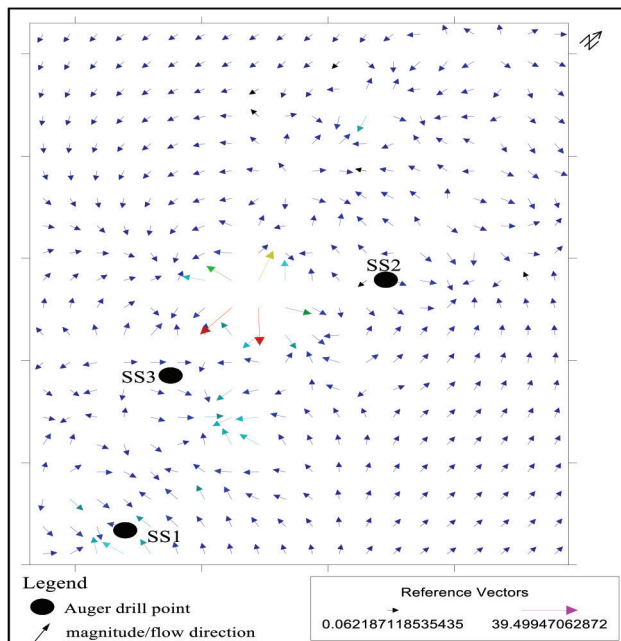 N
SS2
SS3
SS1
Legend
Auger drill point
magnitude/flow direction
Reference Vectors
0.062187118535435 39.49947062872